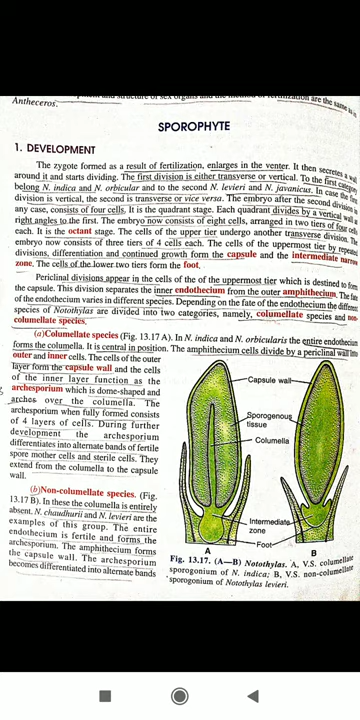 and structure of sex organs and the method of fertilization are the same as in
Antheceros.
SPOROPHYTE
1. DEVELOPMENT
The zygote formed as a result of fertilization, enlarges in the venter. It then secretes a wall
around it and starts dividing. The first division is either transverse or vertical. To the first category
belong N. indica and N. orbicular and to the second N. levieri and N. javanicus. In case the first
division is vertical, the second is transverse or vice versa. The embryo after the second division in
any case, consists of four cells. It is the quadrant stage. Each quadrant divides by a vertical wall at
right angles to the first. The embryo now consists of eight cells, arranged in two tiers of four cells
each. It is the octant stage. The cells of the upper tier undergo another transverse division. The
embryo now consists of three tiers of 4 cells each. The cells of the uppermost tier by repeated
divisions, differentiation and continued growth form the capsule and the intermediate narrow
zone. The cells of the lower two tiers form the foot.
Periclinal divisions appear in the cells of the of the uppermost tier which is destined to form
the capsule. This division separates the inner endothecium from the outer amphithecium. The fate
of the endothecium varies in different species. Depending on the fate of the endothecium the different
species of Notothylas are divided into two categories, namely, columellate species and non-
columellate species.
(a)Columellate species (Fig. 13.17 A). In N. indica and N. orbicularis the entire endothecium
forms the columella. It is central in position. The amphithecium cells divide by a periclinal wall into
outer and inner cells. The cells of the outer
layer form the capsule wall and the cells
of the inner layer function as the
archesporium which is dome-shaped and
arches over the columella. The
archesporium when fully formed consists
of 4 layers of cells. During further
development the archesporium
differentiates into alternate bands of fertile
spore mother cells and sterile cells. They
extend from the columella to the capsule
wall.
(b)Non-columellate species. (Fig.
13.17 B). In these the columella is entirely
absent. N. chaudhurii and N. levieri are the
examples of this group. The entire
endothecium is fertile and forms the
archesporium. The amphithecium forms
the capsule wall. The archesporium
becomes differentiated into alternate bands
Capsule wall
Sporogenous
tissue
Columella
Intermediate
zone
Foot
A
B
Fig. 13.17. (A—B) Notothylas. A, V.S. columellate
sporogonium of N. indica; B, V.S. non-columellate
sporogonium of Notothylas levieri.